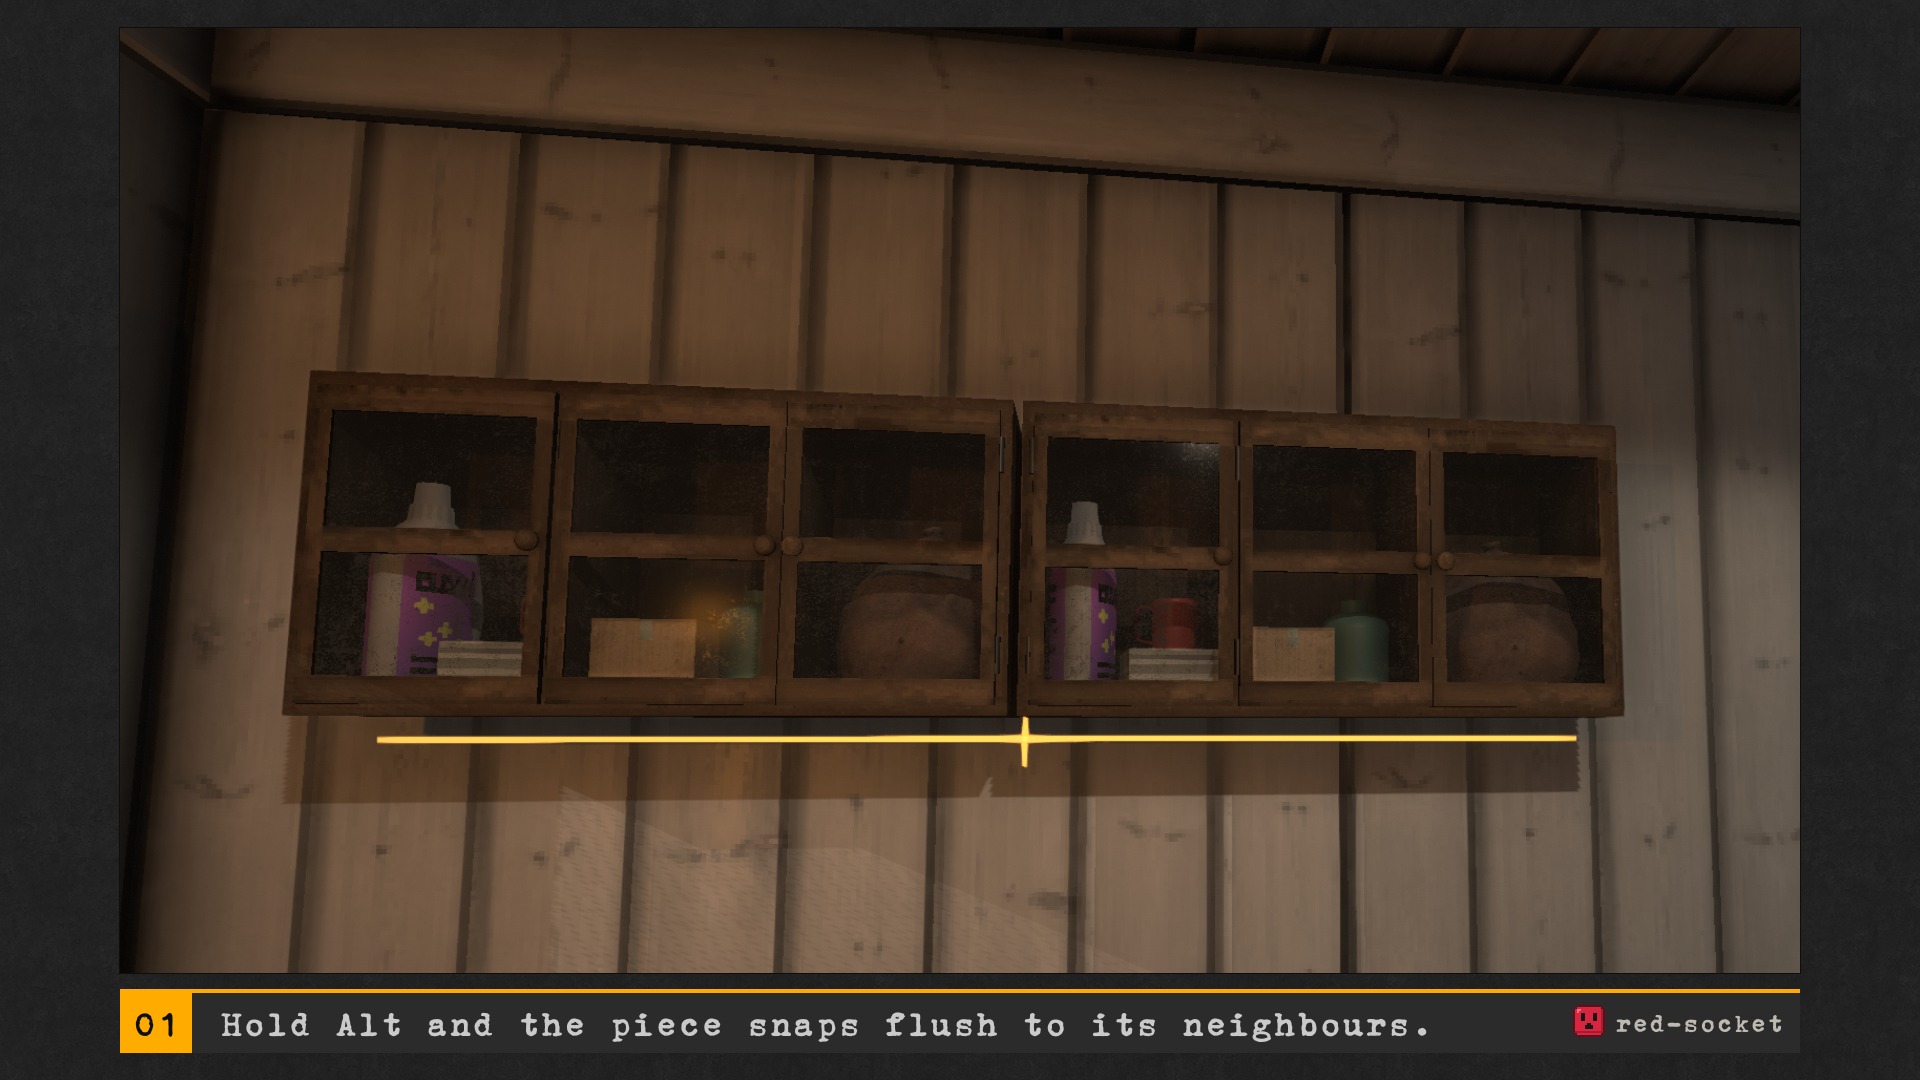 01
Hold Alt and the piece snaps flush to its neighbours.
red-socket